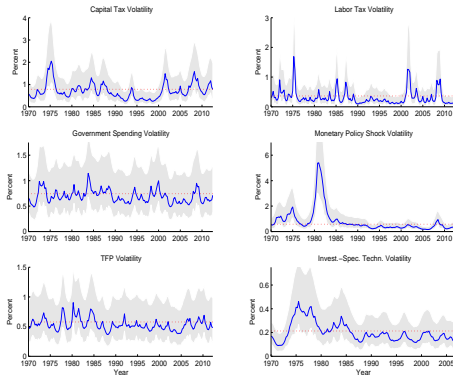 Capital Tax Volatility
Percent
4
3
2
1
0
1970 1975 1980 1985 1990 1995 2000 2005 2010
Labor Tax Volatility
Percent
3
2
1
0
1970 1975 1980 1985 1990 1995 2000 2005 2010
Government Spending Volatility
Percent
1.5
1
0.5
0
1970 1975 1980 1985 1990 1995 2000 2005 2010
Monetary Policy Shock Volatility
Percent
6
4
2
0
1970 1975 1980 1985 1990 1995 2000 2005 2010
TFP Volatility
Percent
1.5
1
0.5
0
1970 1975 1980 1985 1990 1995 2000 2005 2010
Year
Invest.-Spec. Techn. Volatility
Percent
0.6
0.4
0.2
0
1970 1975 1980 1985 1990 1995 2000 2005
Year